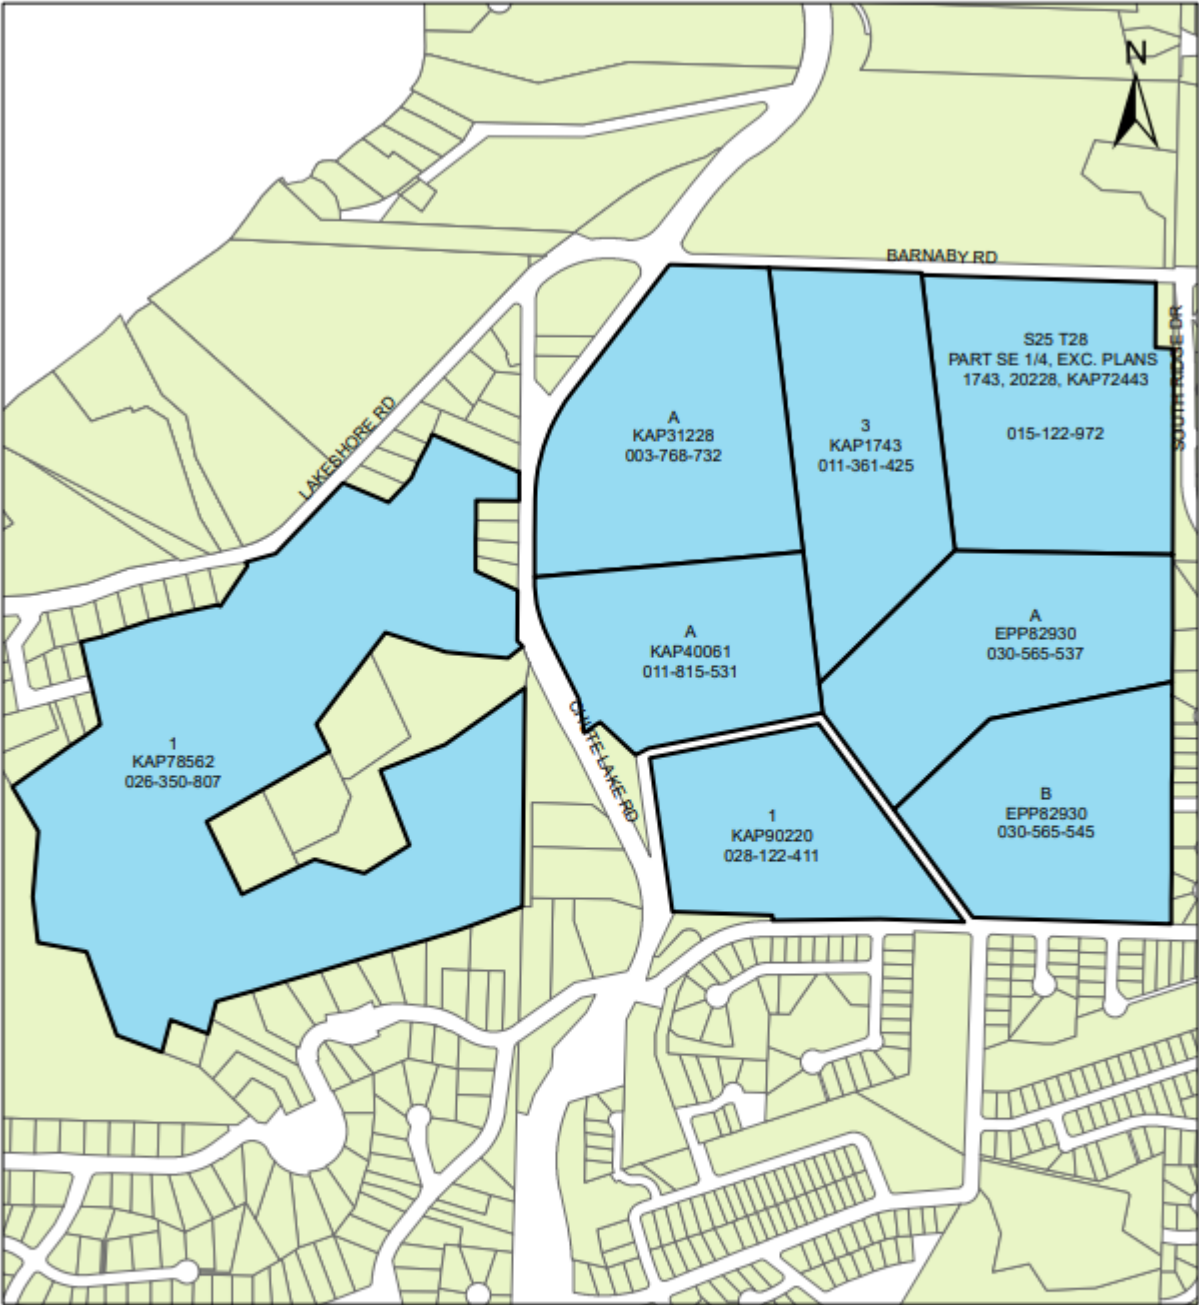 N
BARNABY RD
S25 T28
PART SE 1/4, EXC. PLANS
1743, 20228, KAP72443
015-122-972
SOUTH RIDGE DR
LAKESHORE RD
A
KAP31228
003-768-732
3
KAP1743
011-361-425
A
KAP40061
011-815-531
A
EPP82930
030-565-537
CHUTE LAKE RD
1
KAP78562
026-350-807
1
KAP90220
028-122-411
B
EPP82930
030-565-545